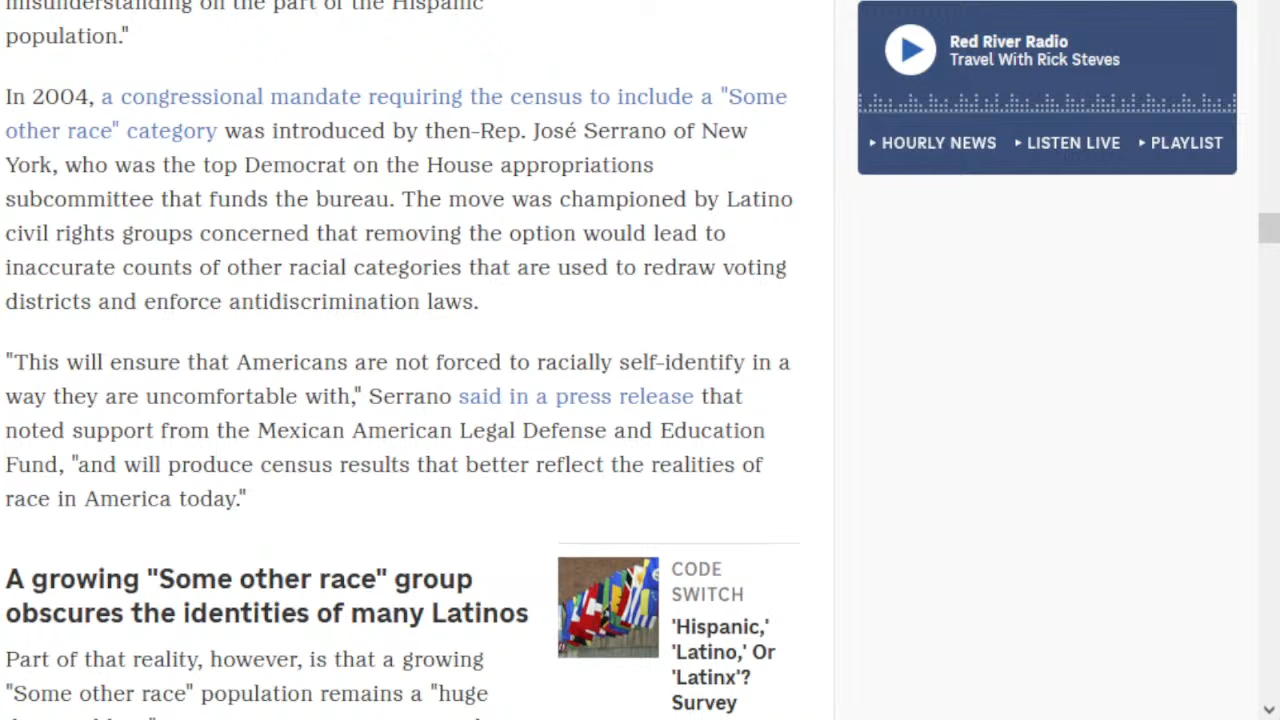 misunderstanding on the part of the Hispanic
population."
In 2004, a congressional mandate requiring the census to include a "Some
other race" category was introduced by then-Rep. José Serrano of New
York, who was the top Democrat on the House appropriations
subcommittee that funds the bureau. The move was championed by Latino
civil rights groups concerned that removing the option would lead to
inaccurate counts of other racial categories that are used to redraw voting
districts and enforce antidiscrimination laws.
"This will ensure that Americans are not forced to racially self-identify in a
way they are uncomfortable with," Serrano said in a press release that
noted support from the Mexican American Legal Defense and Education
Fund, "and will produce census results that better reflect the realities of
race in America today."
A growing "Some other race" group
obscures the identities of many Latinos
Part of that reality, however, is that a growing
"Some other race" population remains a "huge
CODE
SWITCH
'Hispanic,'
'Latino,' Or
'Latinx'?
Survey
Red River Radio
Travel With Rick Steves
HOURLY NEWS
LISTEN LIVE
PLAYLIST